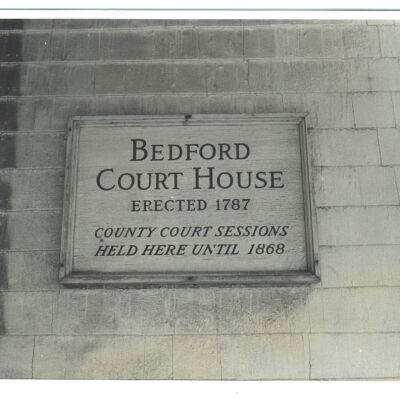 BEDFORD
COURT HOUSE
ERECTED 1787
COUNTY COURT SESSIONS
HELD HERE UNTIL 1868